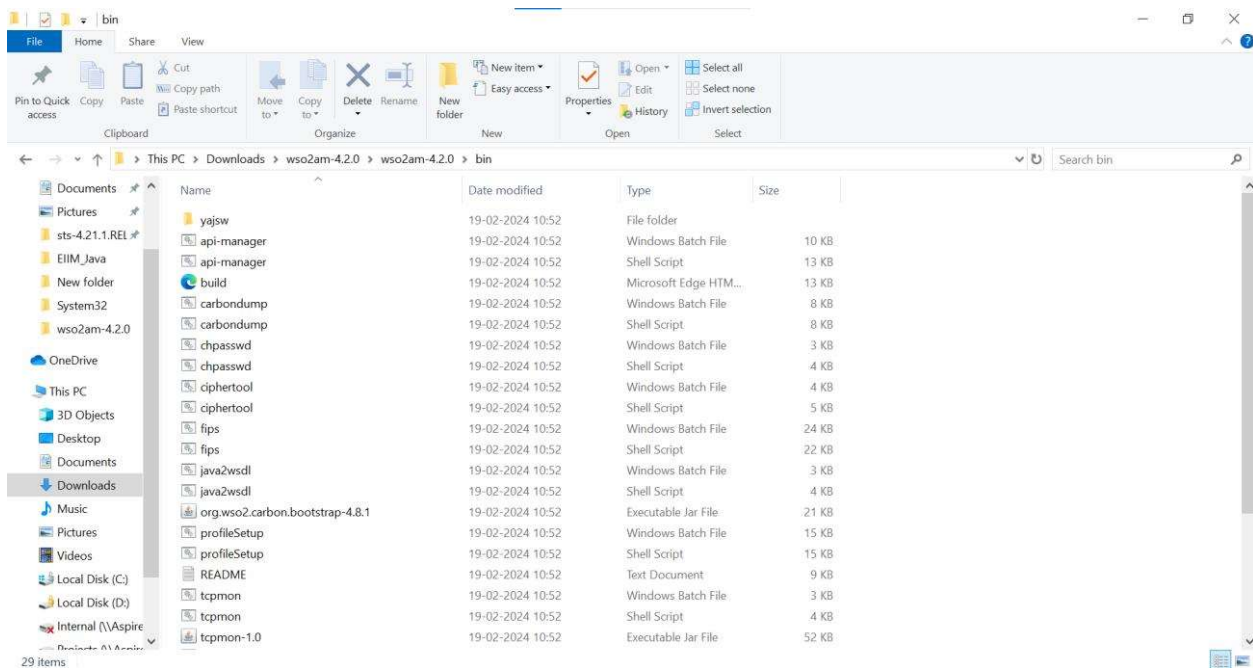 bin
File Home Share View
Pin to Quick access
Copy
Paste
Cut
Copy path
Paste shortcut
Clipboard
Move to
Copy to
Delete
Rename
Organize
New folder
New item
Easy access
New
Properties
Open
Edit
History
Open
Select all
Select none
Invert selection
Select
This PC > Downloads > wso2am-4.2.0 > wso2am-4.2.0 > bin
Search bin
Documents
Pictures
sts-4.21.1.REL
EIIM_Java
New folder
System32
wso2am-4.2.0
OneDrive
This PC
3D Objects
Desktop
Documents
Downloads
Music
Pictures
Videos
Local Disk (C:)
Local Disk (D:)
Internal (\\Aspire
Name Date modified Type Size
yajsw 19-02-2024 10:52 File folder
api-manager 19-02-2024 10:52 Windows Batch File 10 KB
api-manager 19-02-2024 10:52 Shell Script 13 KB
build 19-02-2024 10:52 Microsoft Edge HTM... 13 KB
carbondump 19-02-2024 10:52 Windows Batch File 8 KB
carbondump 19-02-2024 10:52 Shell Script 8 KB
chpasswd 19-02-2024 10:52 Windows Batch File 3 KB
chpasswd 19-02-2024 10:52 Shell Script 4 KB
ciphertool 19-02-2024 10:52 Windows Batch File 4 KB
ciphertool 19-02-2024 10:52 Shell Script 5 KB
fips 19-02-2024 10:52 Windows Batch File 24 KB
fips 19-02-2024 10:52 Shell Script 22 KB
java2wsdl 19-02-2024 10:52 Windows Batch File 3 KB
java2wsdl 19-02-2024 10:52 Shell Script 4 KB
org.wso2.carbon.bootstrap-4.8.1 19-02-2024 10:52 Executable Jar File 21 KB
profileSetup 19-02-2024 10:52 Windows Batch File 15 KB
profileSetup 19-02-2024 10:52 Shell Script 15 KB
README 19-02-2024 10:52 Text Document 9 KB
tcpmon 19-02-2024 10:52 Windows Batch File 3 KB
tcpmon 19-02-2024 10:52 Shell Script 4 KB
tcpmon-1.0 19-02-2024 10:52 Executable Jar File 52 KB
29 items